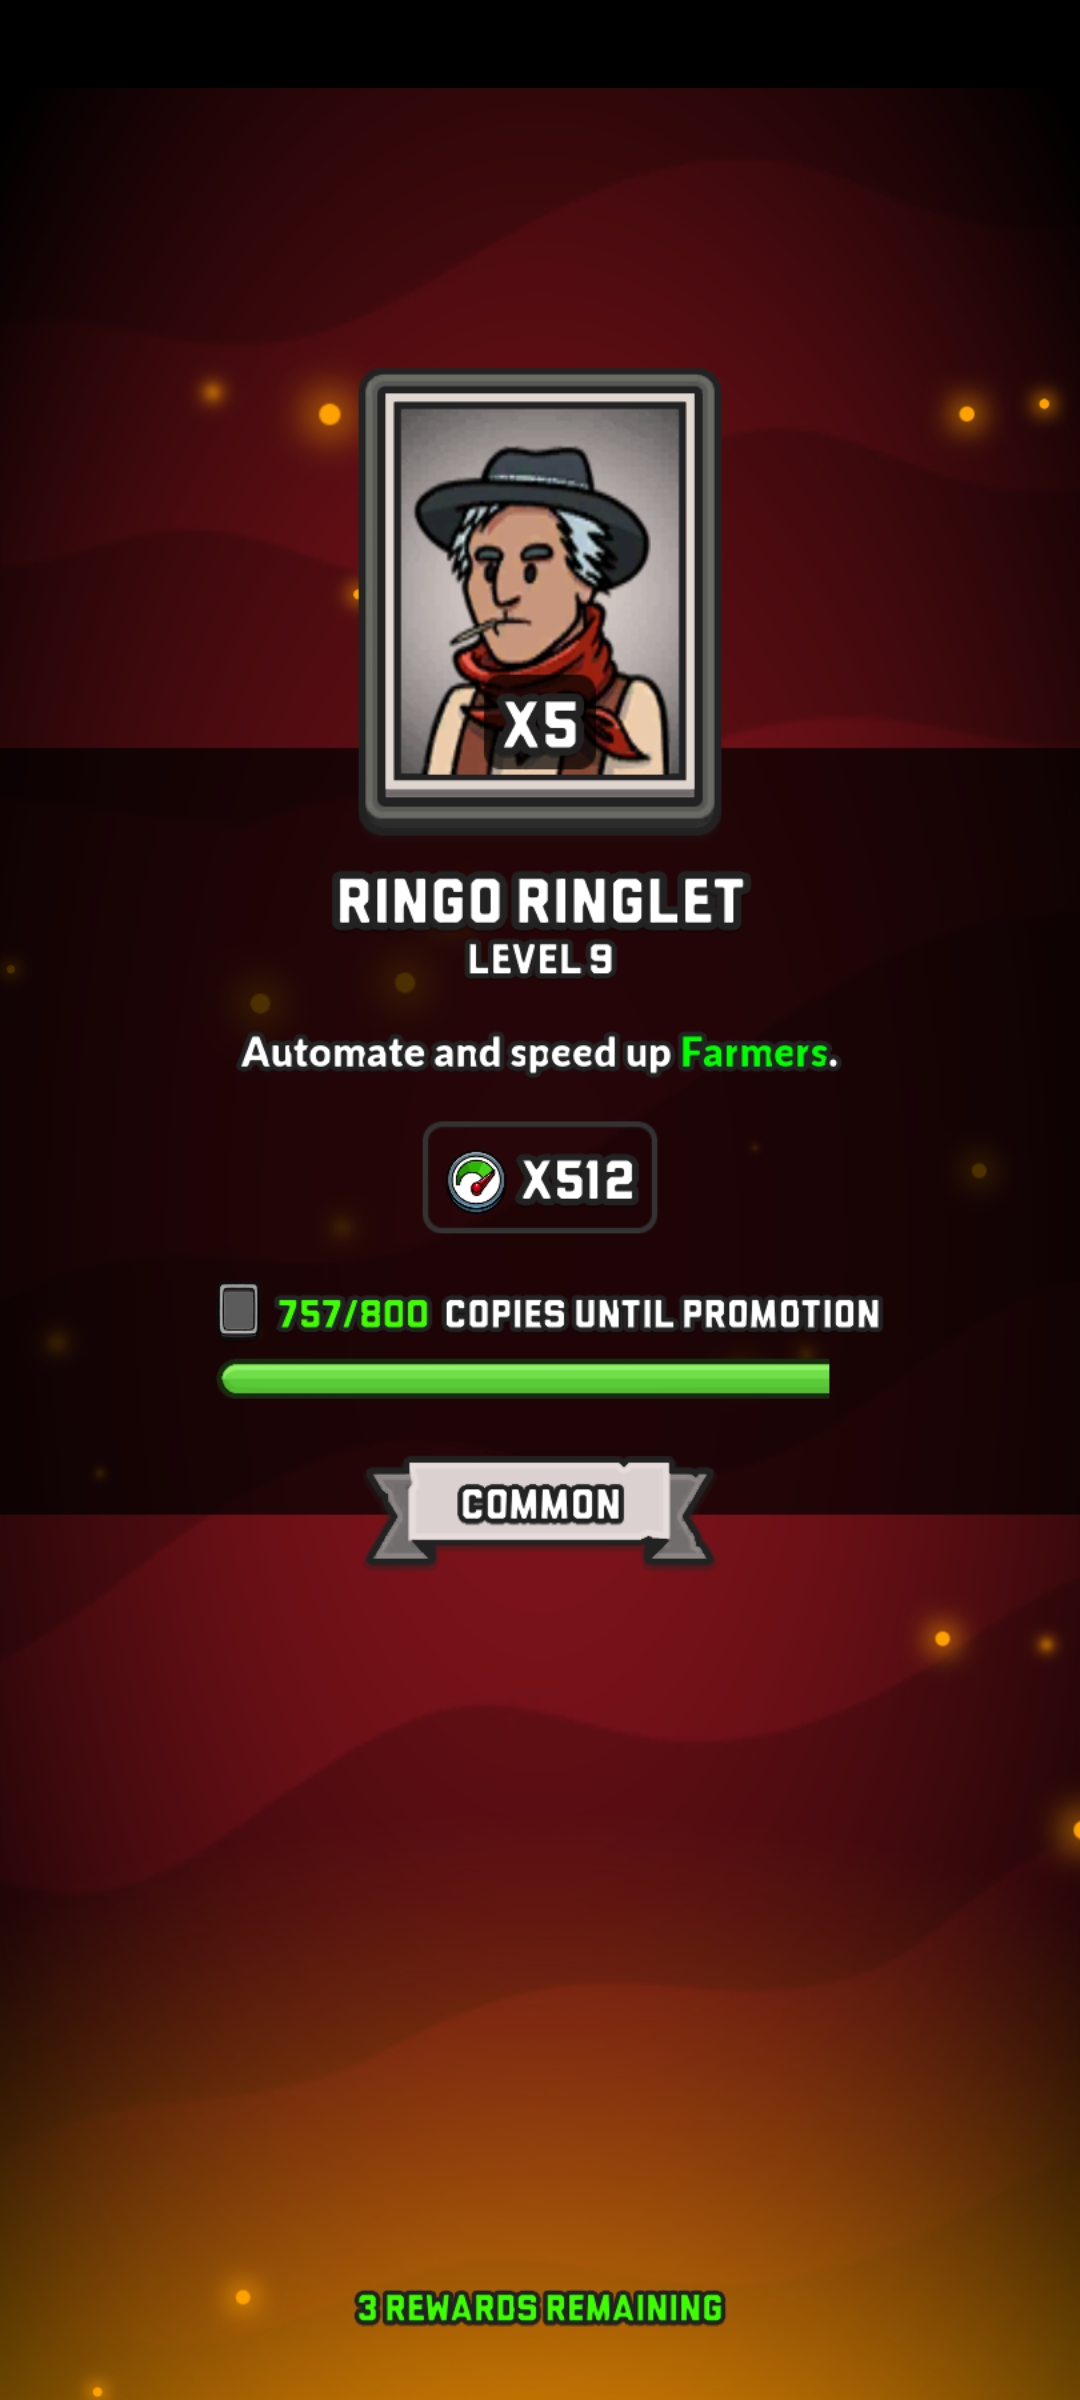 X5
RINGO RINGLET
LEVEL 9
Automate and speed up Farmers.
X512
757/800 COPIES UNTIL PROMOTION
COMMON
3 REWARDS REMAINING